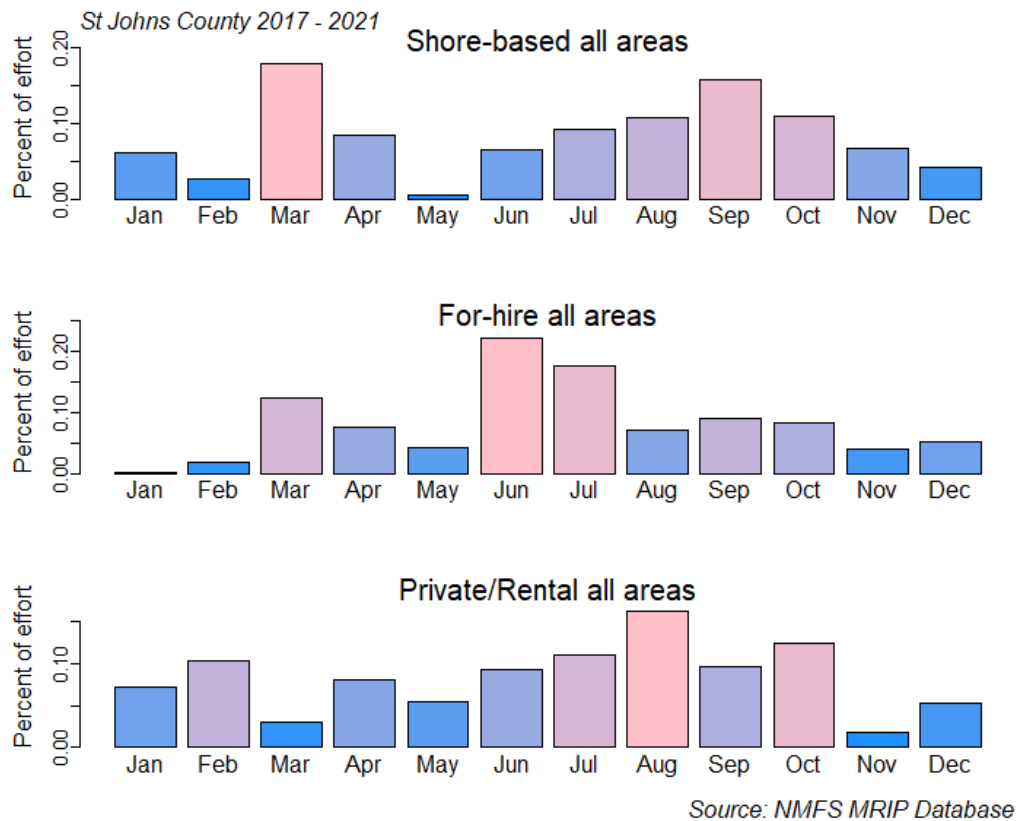 St Johns County 2017 - 2021
Shore-based all areas
Percent of effort
0.20
0.10
0.00
Jan Feb Mar Apr May Jun Jul Aug Sep Oct Nov Dec
For-hire all areas
Percent of effort
0.20
0.10
0.00
Jan Feb Mar Apr May Jun Jul Aug Sep Oct Nov Dec
Private/Rental all areas
Percent of effort
0.10
0.00
Jan Feb Mar Apr May Jun Jul Aug Sep Oct Nov Dec
Source: NMFS MRIP Database